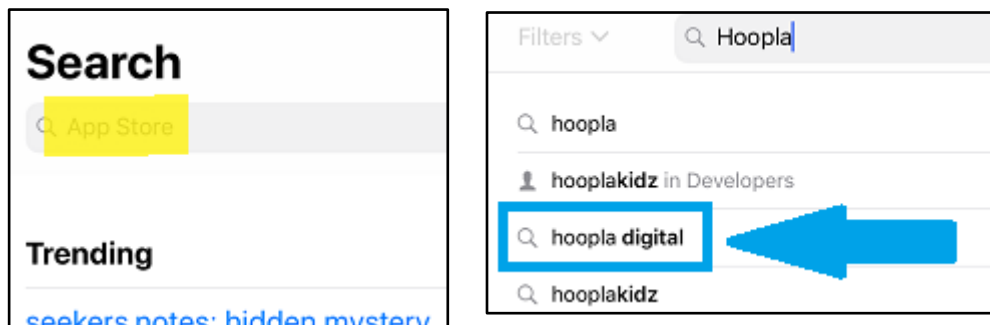 Search
App Store
Trending
seekers notes: hidden mystery
Filters
Hoopla
hoopla
hooplakidz in Developers
hoopla digital
hooplakidz